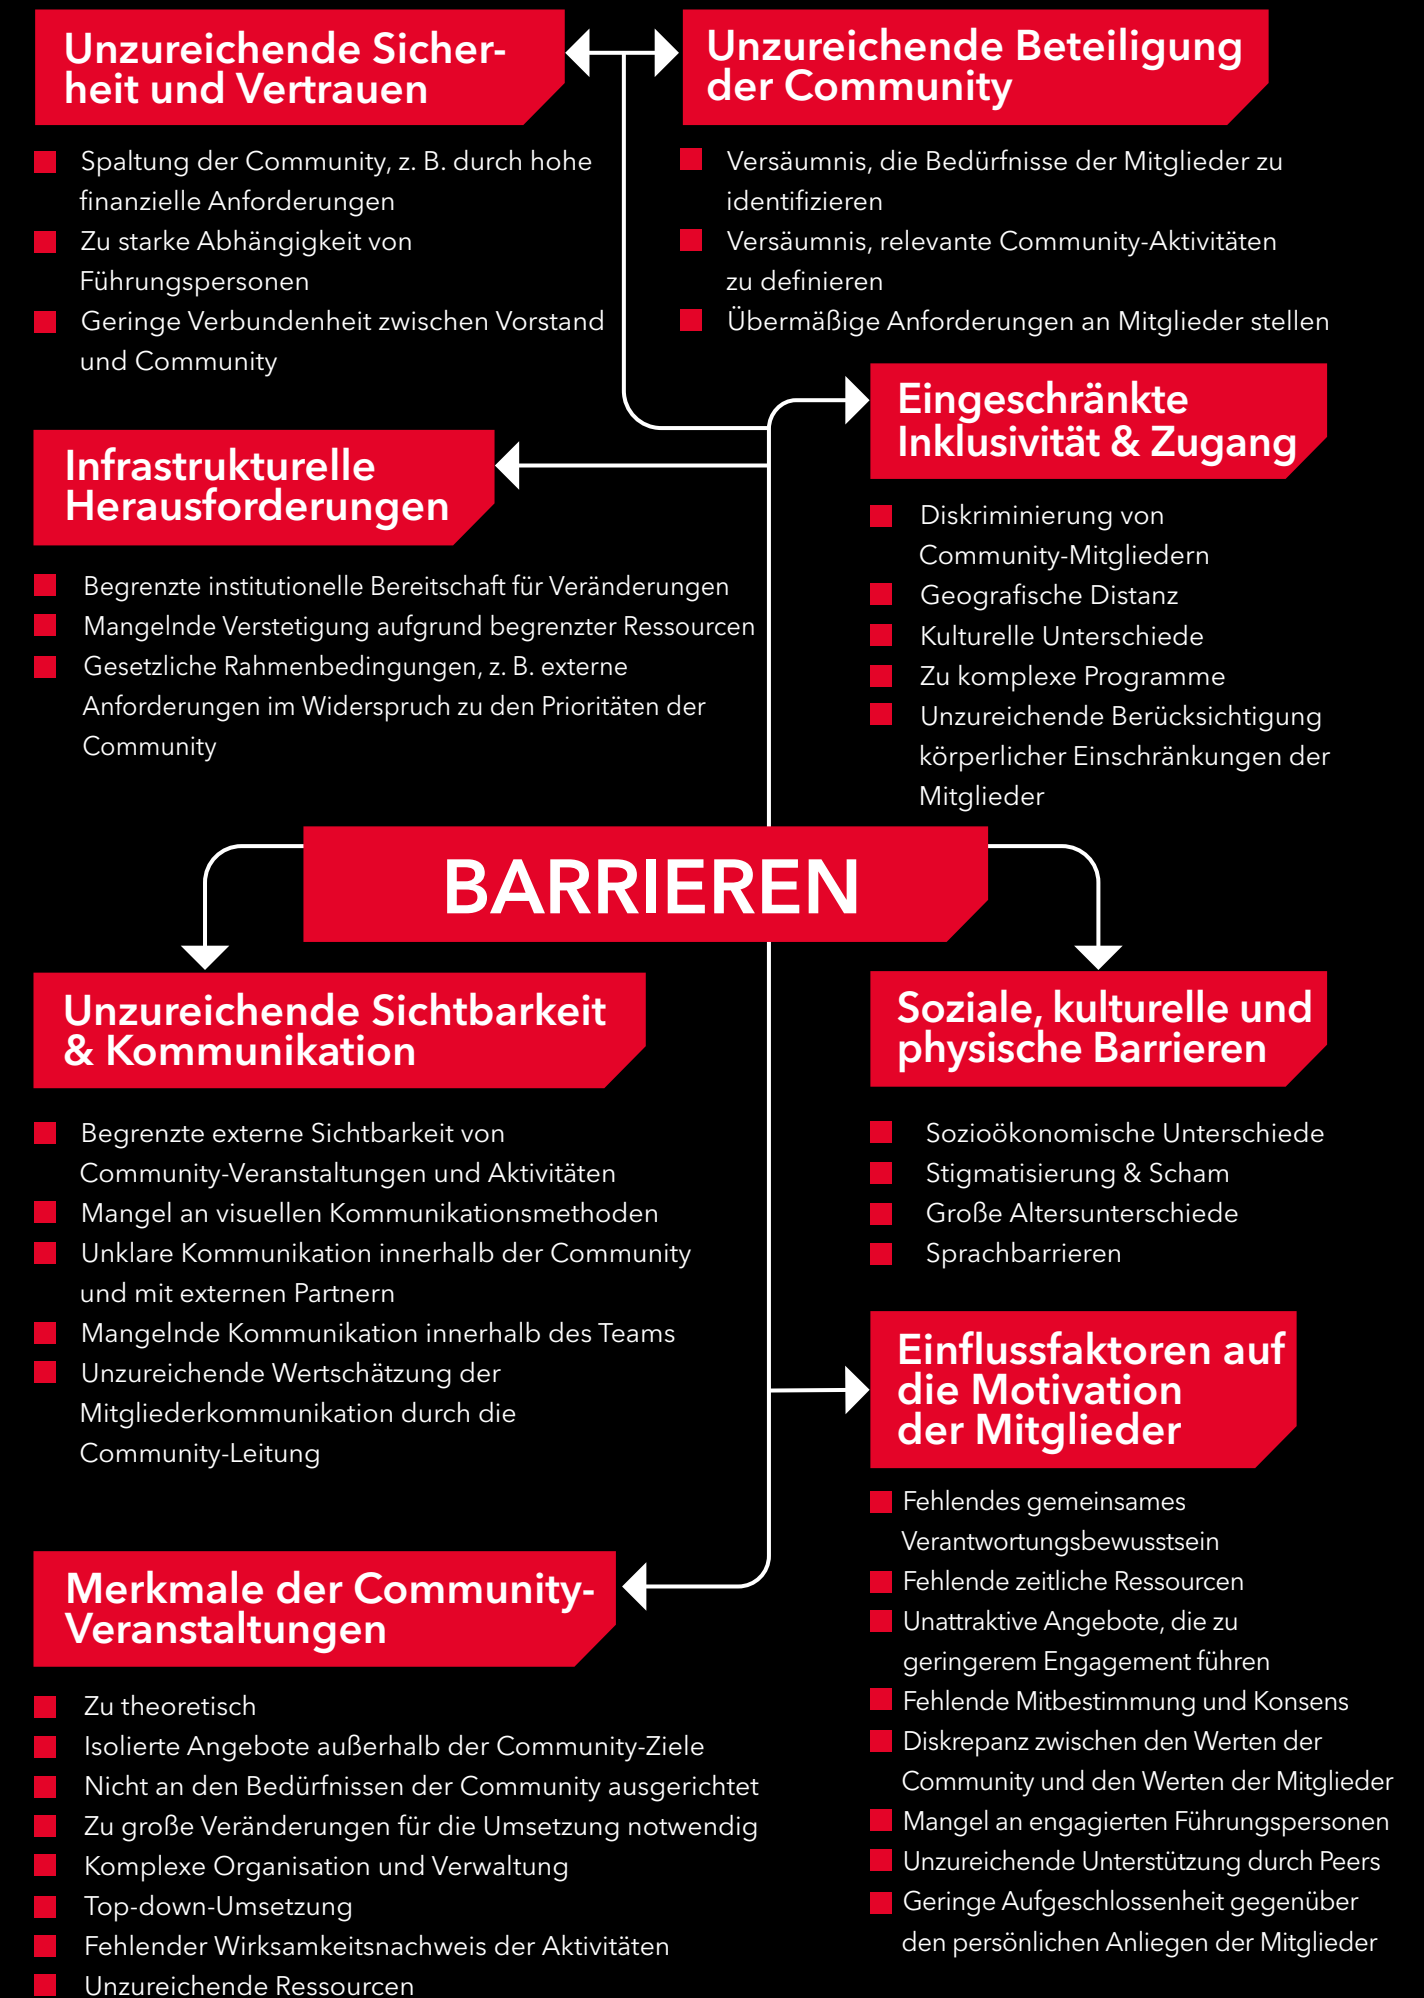 Unzureichende Sicher-
heit und Vertrauen
Spaltung der Community, z. B. durch hohe
finanzielle Anforderungen
Zu starke Abhängigkeit von
Führungspersonen
Geringe Verbundenheit zwischen Vorstand
und Community
Unzureichende Beteiligung
der Community
Versäumnis, die Bedürfnisse der Mitglieder zu
identifizieren
Versäumnis, relevante Community-Aktivitäten
zu definieren
Übermäßige Anforderungen an Mitglieder stellen
Infrastrukturelle
Herausforderungen
Begrenzte institutionelle Bereitschaft für Veränderungen
Mangelnde Verstetigung aufgrund begrenzter Ressourcen
Gesetzliche Rahmenbedingungen, z. B. externe
Anforderungen im Widerspruch zu den Prioritäten der
Community
Eingeschränkte
Inklusivität & Zugang
Diskriminierung von
Community-Mitgliedern
Geografische Distanz
Kulturelle Unterschiede
Zu komplexe Programme
Unzureichende Berücksichtigung
körperlicher Einschränkungen der
Mitglieder
BARRIEREN
Unzureichende Sichtbarkeit
& Kommunikation
Begrenzte externe Sichtbarkeit von
Community-Veranstaltungen und Aktivitäten
Mangel an visuellen Kommunikationsmethoden
Unklare Kommunikation innerhalb der Community
und mit externen Partnern
Mangelnde Kommunikation innerhalb des Teams
Unzureichende Wertschätzung der
Mitgliederkommunikation durch die
Community-Leitung
Soziale, kulturelle und
physische Barrieren
Sozioökonomische Unterschiede
Stigmatisierung & Scham
Große Altersunterschiede
Sprachbarrieren
Merkmale der Community-
Veranstaltungen
Zu theoretisch
Isolierte Angebote außerhalb der Community-Ziele
Nicht an den Bedürfnissen der Community ausgerichtet
Zu große Veränderungen für die Umsetzung notwendig
Komplexe Organisation und Verwaltung
Top-down-Umsetzung
Fehlender Wirksamkeitsnachweis der Aktivitäten
Unzureichende Ressourcen
Einflussfaktoren auf
die Motivation
der Mitglieder
Fehlendes gemeinsames
Verantwortungsbewusstsein
Fehlende zeitliche Ressourcen
Unattraktive Angebote, die zu
geringerem Engagement führen
Fehlende Mitbestimmung und Konsens
Diskrepanz zwischen den Werten der
Community und den Werten der Mitglieder
Mangel an engagierten Führungspersonen
Unzureichende Unterstützung durch Peers
Geringe Aufgeschlossenheit gegenüber
den persönlichen Anliegen der Mitglieder